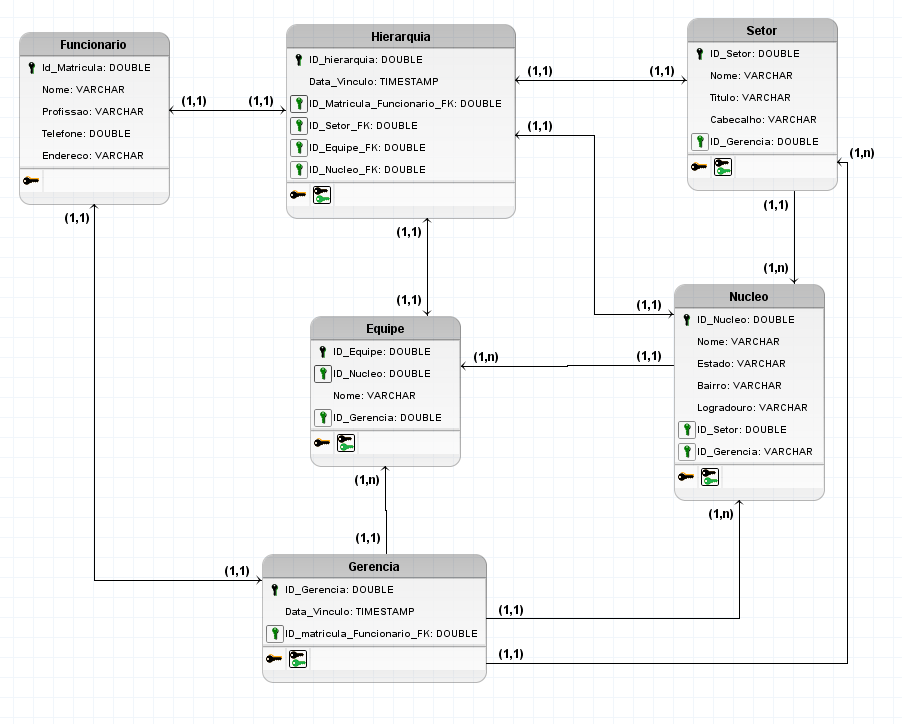 Funcionario
Id_Matricula: DOUBLE
Nome: VARCHAR
Profissao: VARCHAR
Telefone: DOUBLE
Endereco: VARCHAR
Hierarquia
ID_hierarquia: DOUBLE
Data_Vinculo: TIMESTAMP
ID_Matricula_Funcionario_FK: DOUBLE
ID_Setor_FK: DOUBLE
ID_Equipe_FK: DOUBLE
ID_Nucleo_FK: DOUBLE
Setor
ID_Setor: DOUBLE
Nome: VARCHAR
Titulo: VARCHAR
Cabecalho: VARCHAR
ID_Gerencia: DOUBLE
(1,1) (1,1)
(1,1) (1,1)
(1,1)
(1,n)
(1,1)
(1,1)
(1,1)
(1,n)
(1,1)
(1,1)
Equipe
ID_Equipe: DOUBLE
ID_Nucleo: DOUBLE
Nome: VARCHAR
ID_Gerencia: DOUBLE
(1,n) (1,1)
Nucleo
ID_Nucleo: DOUBLE
Nome: VARCHAR
Estado: VARCHAR
Bairro: VARCHAR
Logradouro: VARCHAR
ID_Setor: DOUBLE
ID_Gerencia: VARCHAR
(1,n)
(1,n)
(1,1)
(1,1)
Gerencia
ID_Gerencia: DOUBLE
Data_Vinculo: TIMESTAMP
ID_matricula_Funcionario_FK: DOUBLE
(1,1)
(1,1)